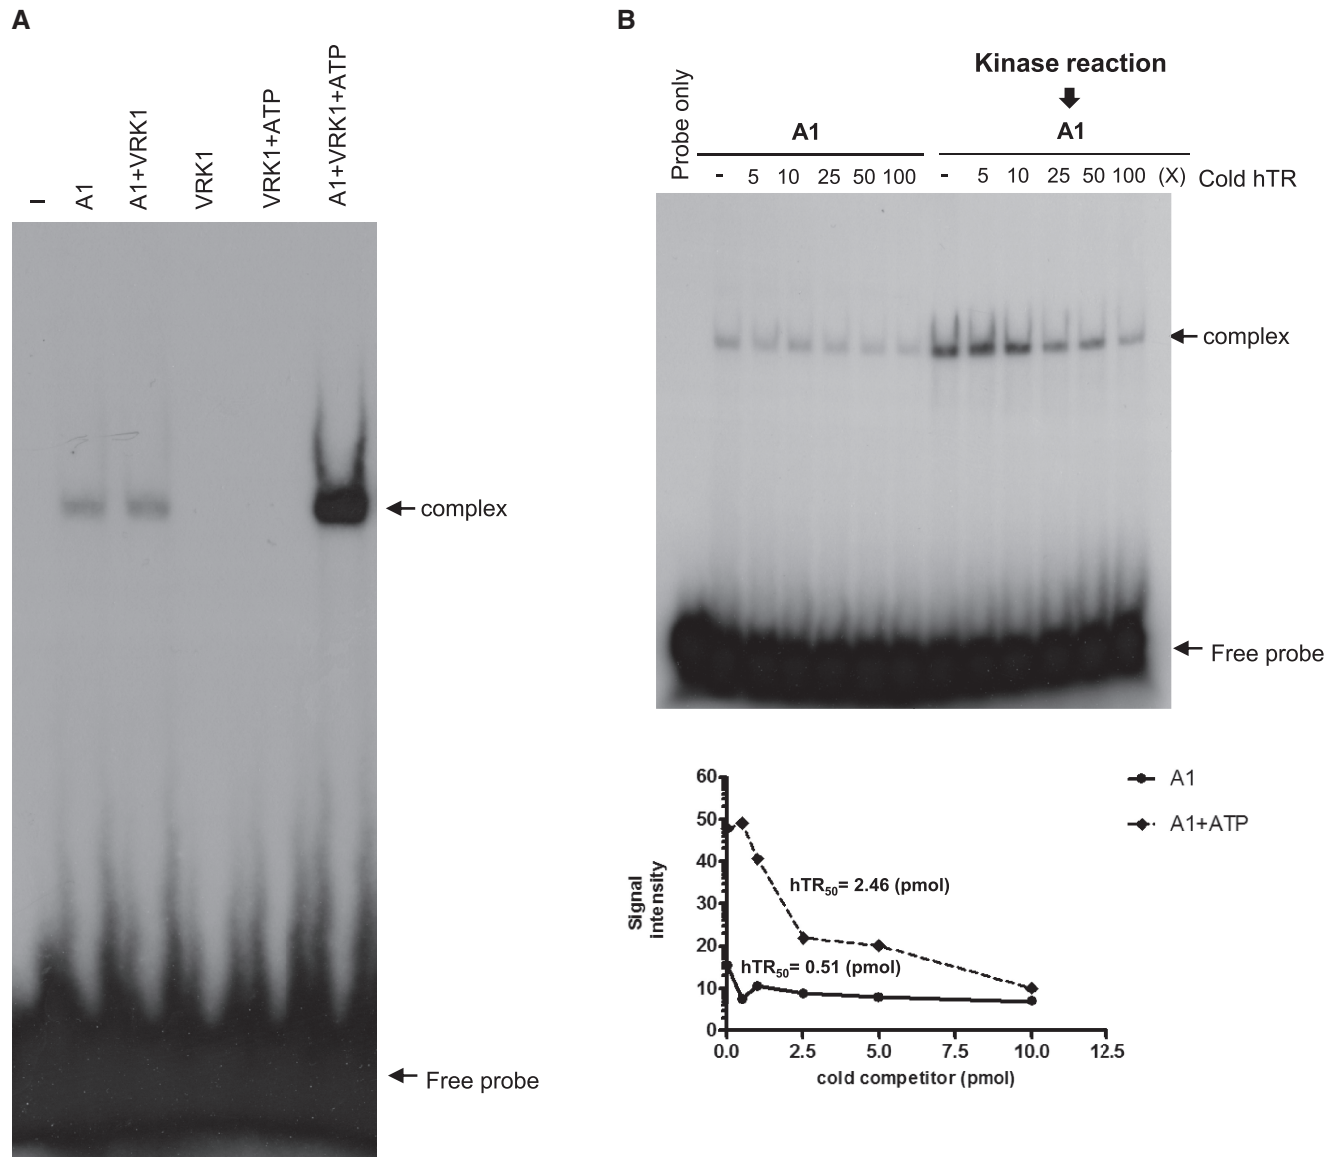 A
–
A1
A1+VRK1
VRK1
VRK1+ATP
A1+VRK1+ATP
complex
Free probe
B
Kinase reaction
Probe only
A1
A1
- 5 10 25 50 100 - 5 10 25 50 100 (X) Cold hTR
complex
Free probe
60
50
40
30
20
10
0
Signal
intensity
hTR50= 2.46 (pmol)
hTR50= 0.51 (pmol)
0.0 2.5 5.0 7.5 10.0 12.5
cold competitor (pmol)
A1
A1+ATP